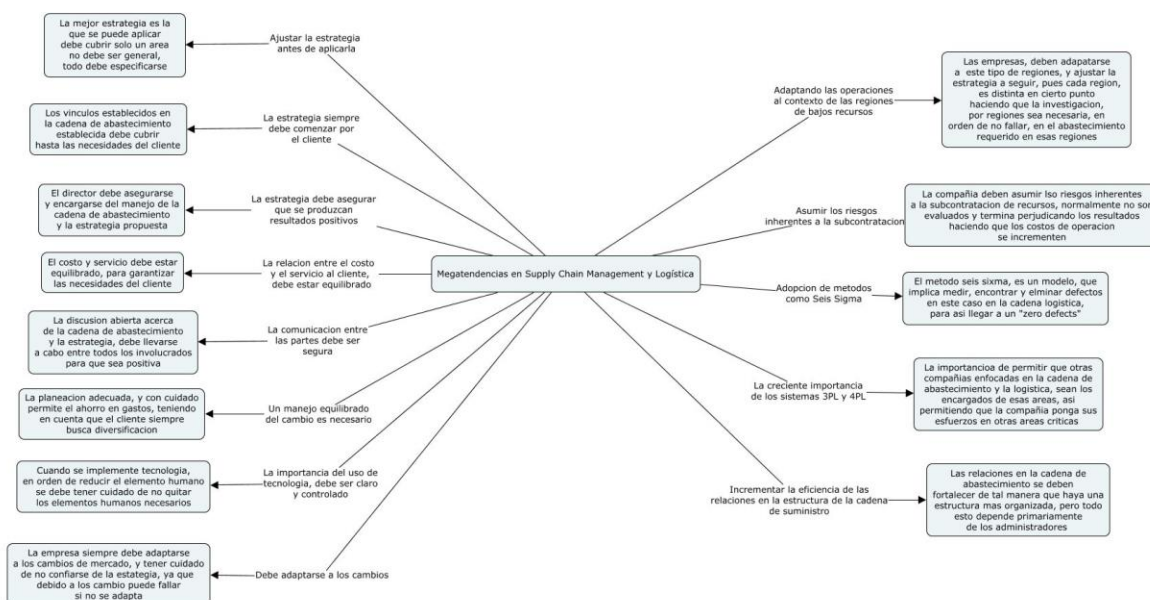 Megatendencias en Supply Chain Management y Logística
Ajustar la estrategia
antes de aplicarla
La mejor estrategia es la
que se puede aplicar
debe cubrir solo un area
no debe ser general,
todo debe especificarse
La estrategia siempre
debe comenzar por
el cliente
Los vinculos establecidos en
la cadena de abastecimiento
establecida debe cubrir
hasta las necesidades del cliente
La estrategia debe asegurar
que se produzcan
resultados positivos
El director debe asegurarse
y encargarse del manejo de la
cadena de abastecimiento
y la estrategia propuesta
La relacion entre el costo
y el servicio al cliente,
debe estar equilibrado
El costo y servicio debe estar
equilibrado, para garantizar
las necesidades del cliente
La comunicacion entre
las partes debe ser
segura
La discusion abierta acerca
de la cadena de abastecimiento
y la estrategia, debe llevarse
a cabo entre todos los involucrados
para que sea positiva
Un manejo equilibrado
del cambio es necesario
La planeacion adecuada, y con cuidado
permite el ahorro en gastos, teniendo
en cuenta que el cliente siempre
busca diversificacion
La importancia del uso de
tecnologia, debe ser claro
y controlado
Cuando se implemente tecnologia,
en orden de reducir el elemento humano
se debe tener cuidado de no quitar
los elementos humanos necesarios
Debe adaptarse a los cambios
La empresa siempre debe adaptarse
a los cambios de mercado, y tener cuidado
de no confiarse de la estategia, ya que
debido a los cambio puede fallar
si no se adapta
Adaptando las operaciones
al contexto de las regiones
de bajos recursos
Las empresas, deben adapatarse
a este tipo de regiones, y ajustar la
estrategia a seguir, pues cada region,
es distinta en cierto punto
haciendo que la investigacion,
por regiones sea necesaria, en
orden de no fallar, en el abastecimiento
requerido en esas regiones
Asumir los riesgos
inherentes a la subcontratacion
La compañia deben asumir lso riesgos inherentes
a la subcontratacion de recursos, normalmente no son
evaluados y termina perjudicando los resultados
haciendo que los costos de operacion
se incrementen
Adopcion de metodos
como Seis Sigma
El metodo seis sixma, es un modelo, que
implica medir, encontrar y elminar defectos
en este caso en la cadena logistica,
para asi llegar a un "zero defects"
La creciente importancia
de los sistemas 3PL y 4PL
La importancioa de permitir que otras
compañias enfocadas en la cadena de
abastecimiento y la logistica, sean los
encargados de esas areas, asi
permitiendo que la compañia ponga sus
esfuerzos en otras areas criticas
Incrementar la eficiencia de las
relaciones en la estructura de la cadena
de suministro
Las relaciones en la cadena de
abastecimiento se deben
fortalecer de tal manera que haya una
estructura mas organizada, pero todo
esto depende primariamente
de los administradores